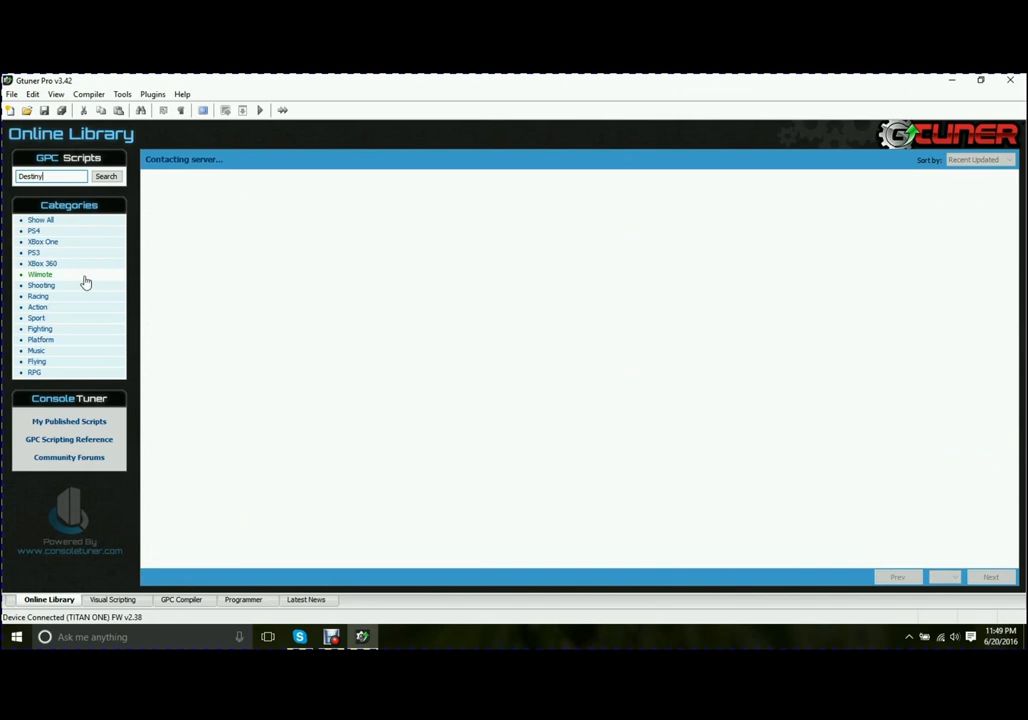 Gtuner Pro v3.42
File Edit View Compiler Tools Plugins Help
Online Library
GTUNER
GPC Scripts
Destiny Search
Contacting server...
Sort by: Recent Updated
Categories
Show All
PS4
XBox One
PS3
XBox 360
Wiimote
Shooting
Racing
Action
Sport
Fighting
Platform
Music
Flying
RPG
Console Tuner
My Published Scripts
GPC Scripting Reference
Community Forums
Powered By
www.consoletuner.com
Prev Next
Online Library Visual Scripting GPC Compiler Programmer Latest News
Device Connected (TITAN ONE) FW v2.38
Ask me anything
11:49 PM
6/20/2016